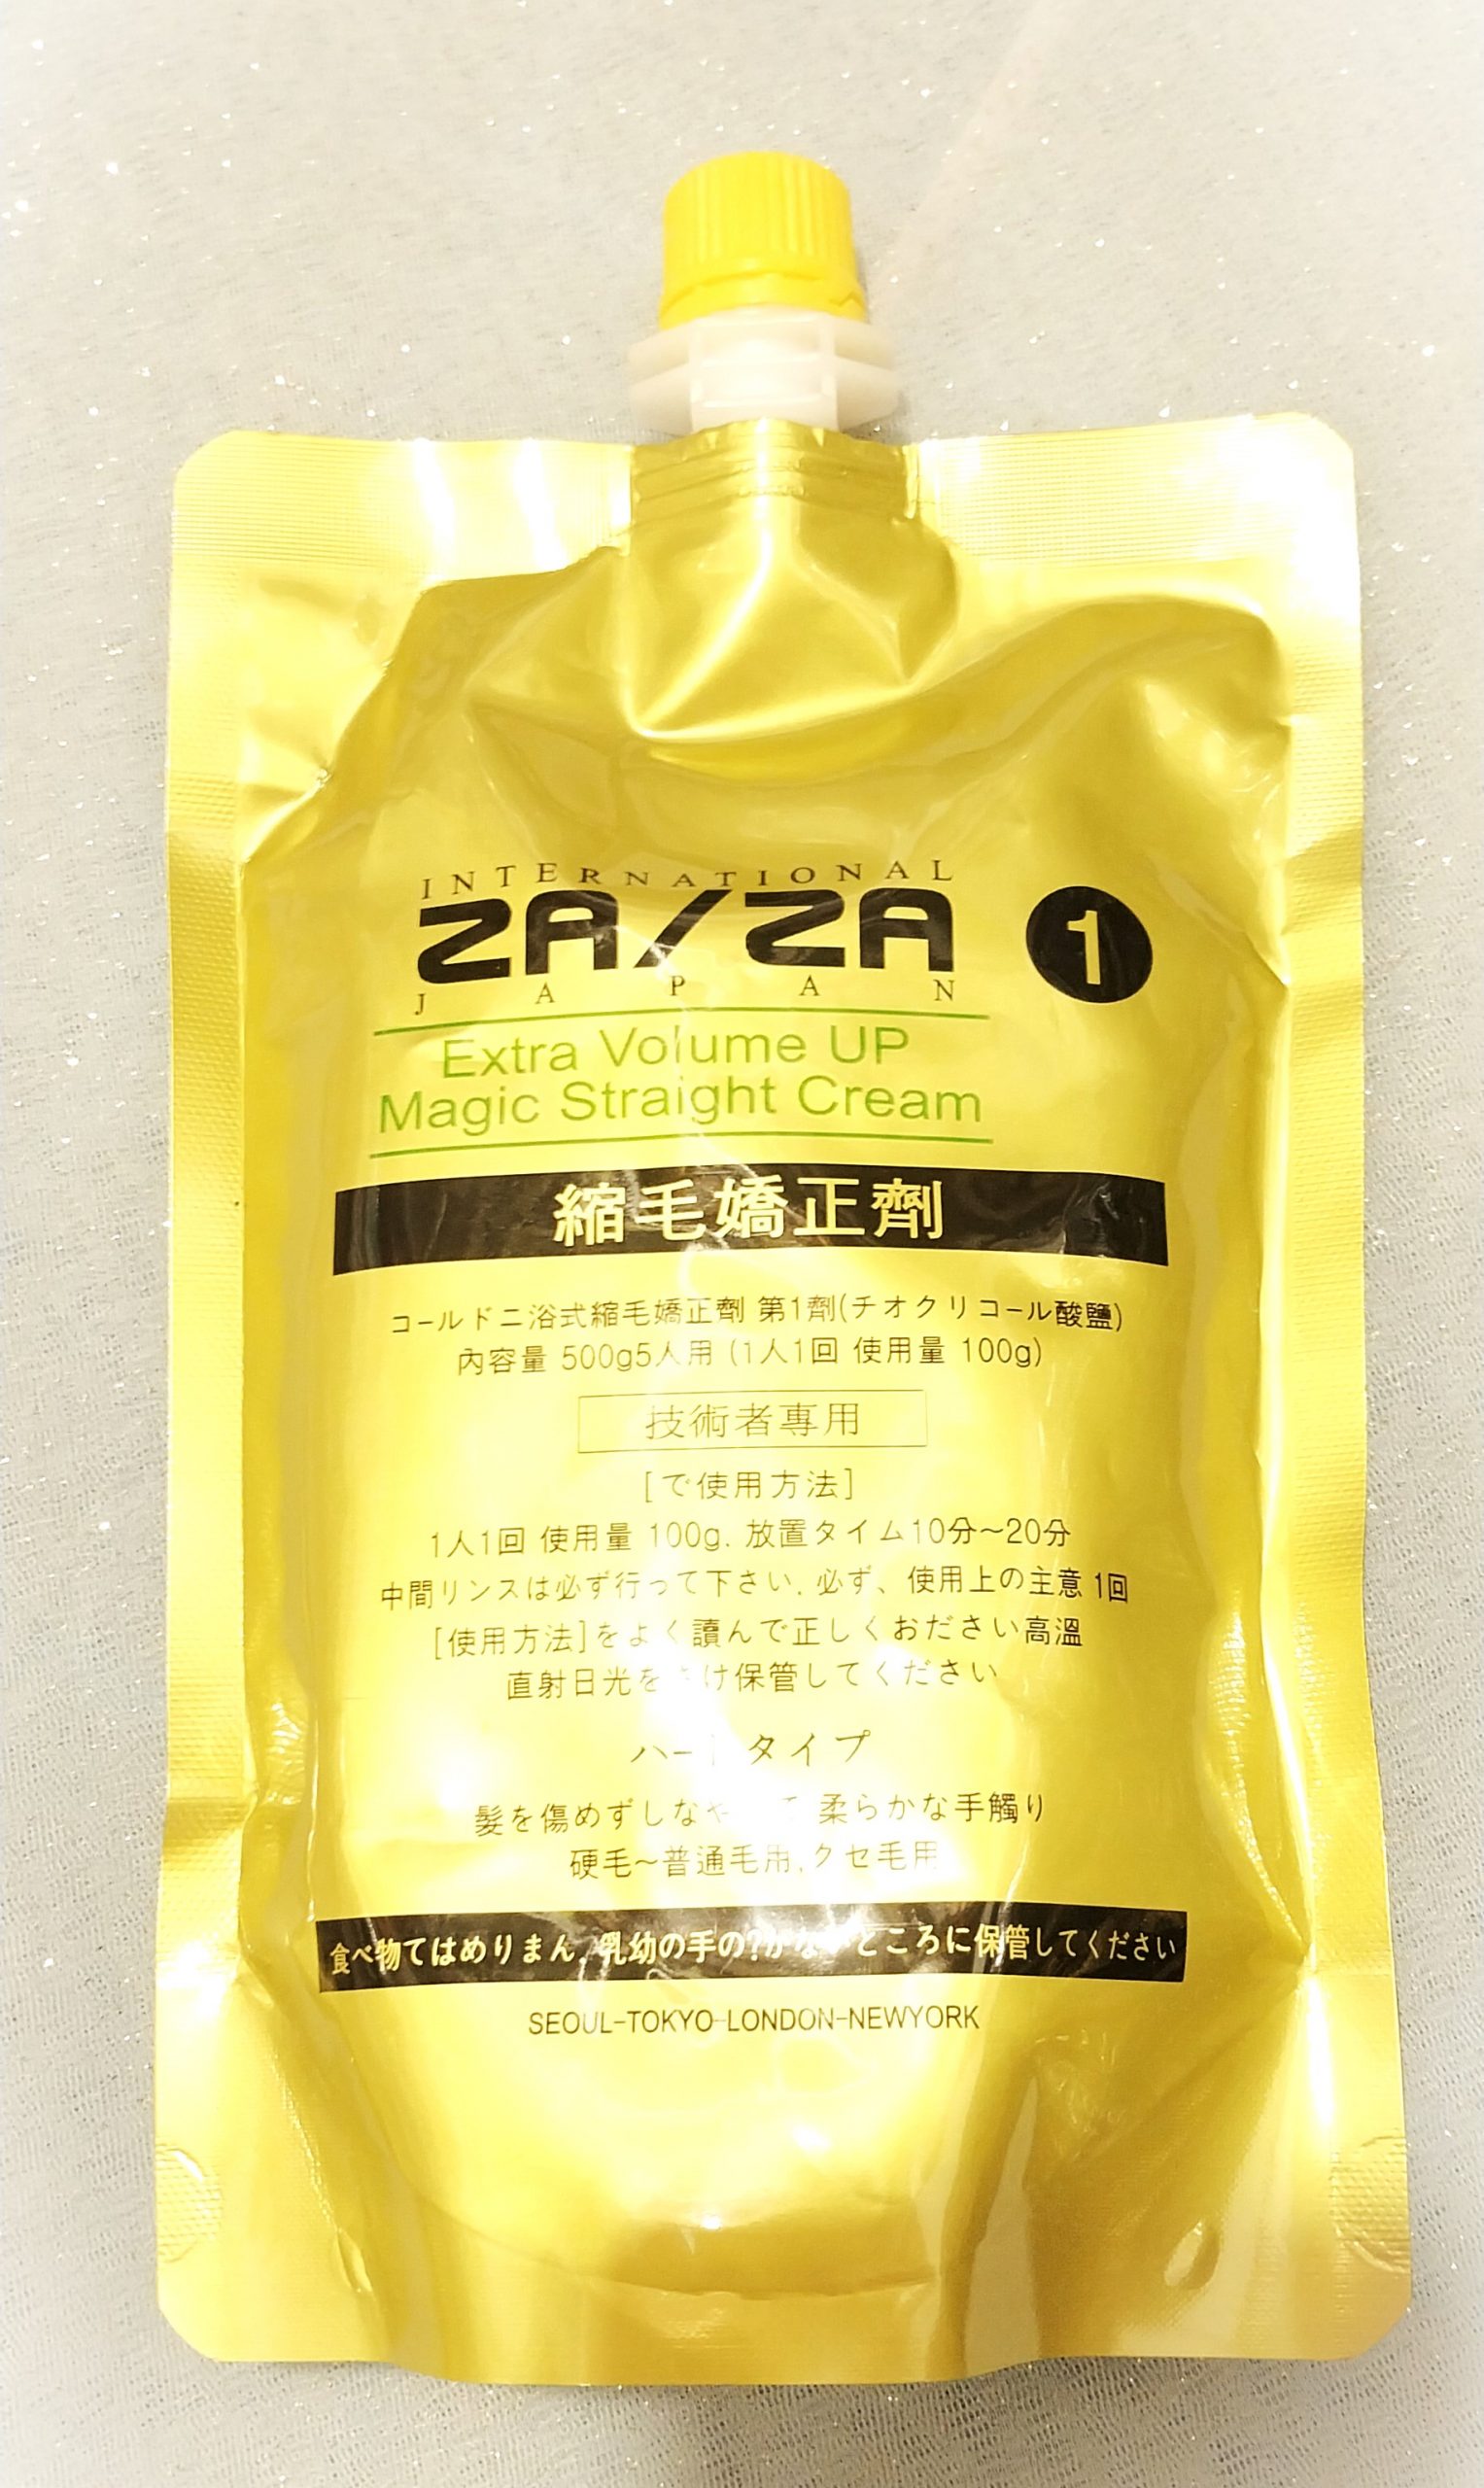 INTERNATIONAL
ZA/ZA
JAPAN
1
Extra Volume UP
Magic Straight Cream
縮毛嬌正劑
コールドニ浴式縮毛嬌正劑 第1劑(チオクリコール酸鹽)
內容量 500g5人用 (1人1回 使用量 100g)
技術者專用
[で使用方法]
1人1回 使用量 100g. 放置タイム10分~20分
中間リンスは必ず行って下さい. 必ず、使用上の主意 1回
[使用方法]をよく讀んで正しくおださい高溫
直射日光を け保管してください
ハー タイプ
髮を傷めずしなや 柔らかな手觸り
硬毛~普通毛用,クセ毛用
食べ物てはめりまん, 乳幼の手の?かないところに保管してください
SEOUL-TOKYO-LONDON-NEWYORK